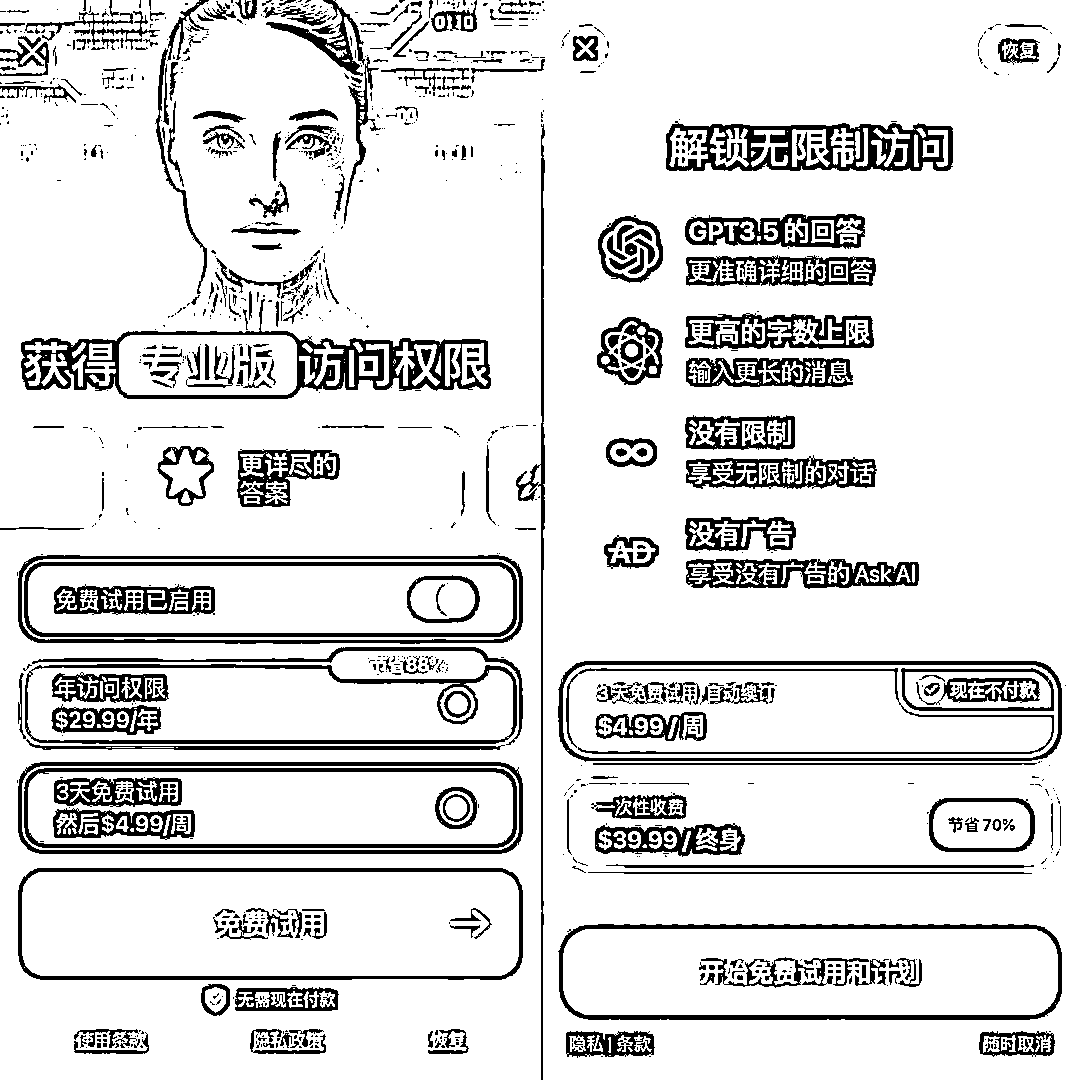 获得 专业版 访问权限
更详尽的
答案
免费试用已启用
节省88%
年访问权限
$29.99/年
3天免费试用
然后$4.99/周
免费试用
无需现在付款
使用条款
隐私政策
恢复
恢复
解锁无限制访问
GPT3.5 的回答
更准确详细的回答
更高的字数上限
输入更长的消息
没有限制
享受无限制的对话
AD
没有广告
享受没有广告的 Ask AI
3天免费试用,自动续订
现在不付款
$4.99 / 周
一次性收费
$39.99 / 终身
节省 70%
开始免费试用和计划
隐私 | 条款
随时取消